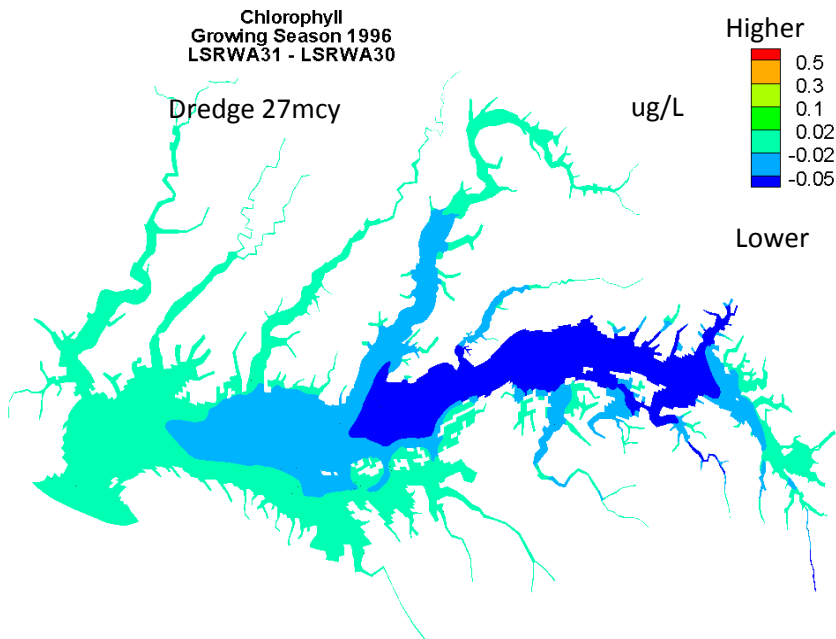 Chlorophyll
Growing Season 1996
LSRWA31 - LSRWA30
Dredge 27mcy
ug/L
Higher
0.5
0.3
0.1
0.02
-0.02
-0.05
Lower